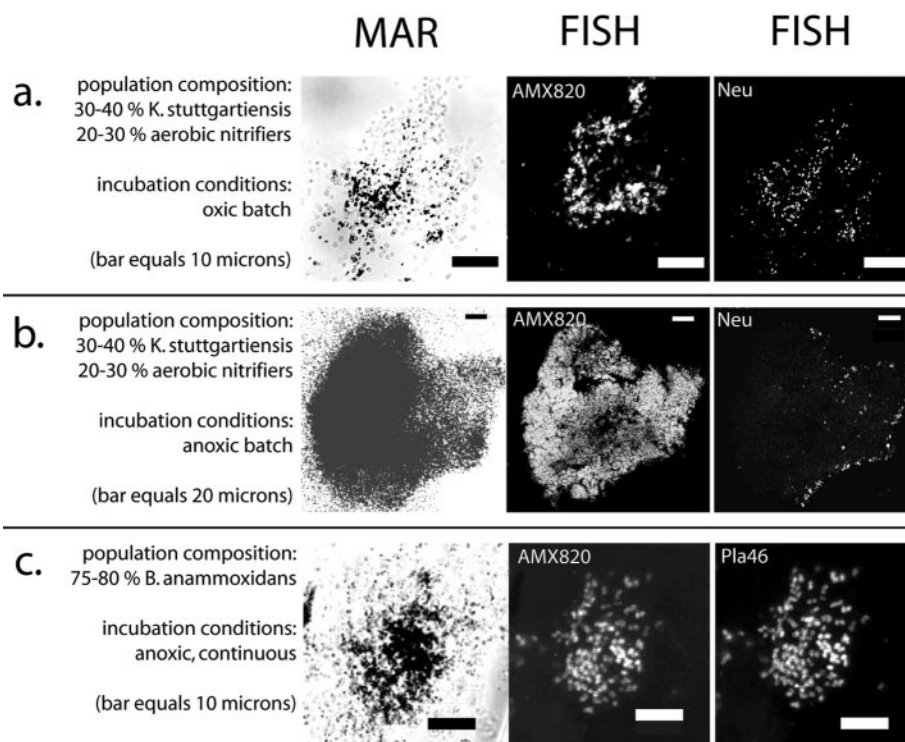 MAR FISH FISH
a.
population composition:
30-40 % K. stuttgartiensis
20-30 % aerobic nitrifiers
incubation conditions:
oxic batch
(bar equals 10 microns)
AMX820
Neu
b.
population composition:
30-40 % K. stuttgartiensis
20-30 % aerobic nitrifiers
incubation conditions:
anoxic batch
(bar equals 20 microns)
AMX820
Neu
c.
population composition:
75-80 % B. anammoxidans
incubation conditions:
anoxic, continuous
(bar equals 10 microns)
AMX820
Pla46